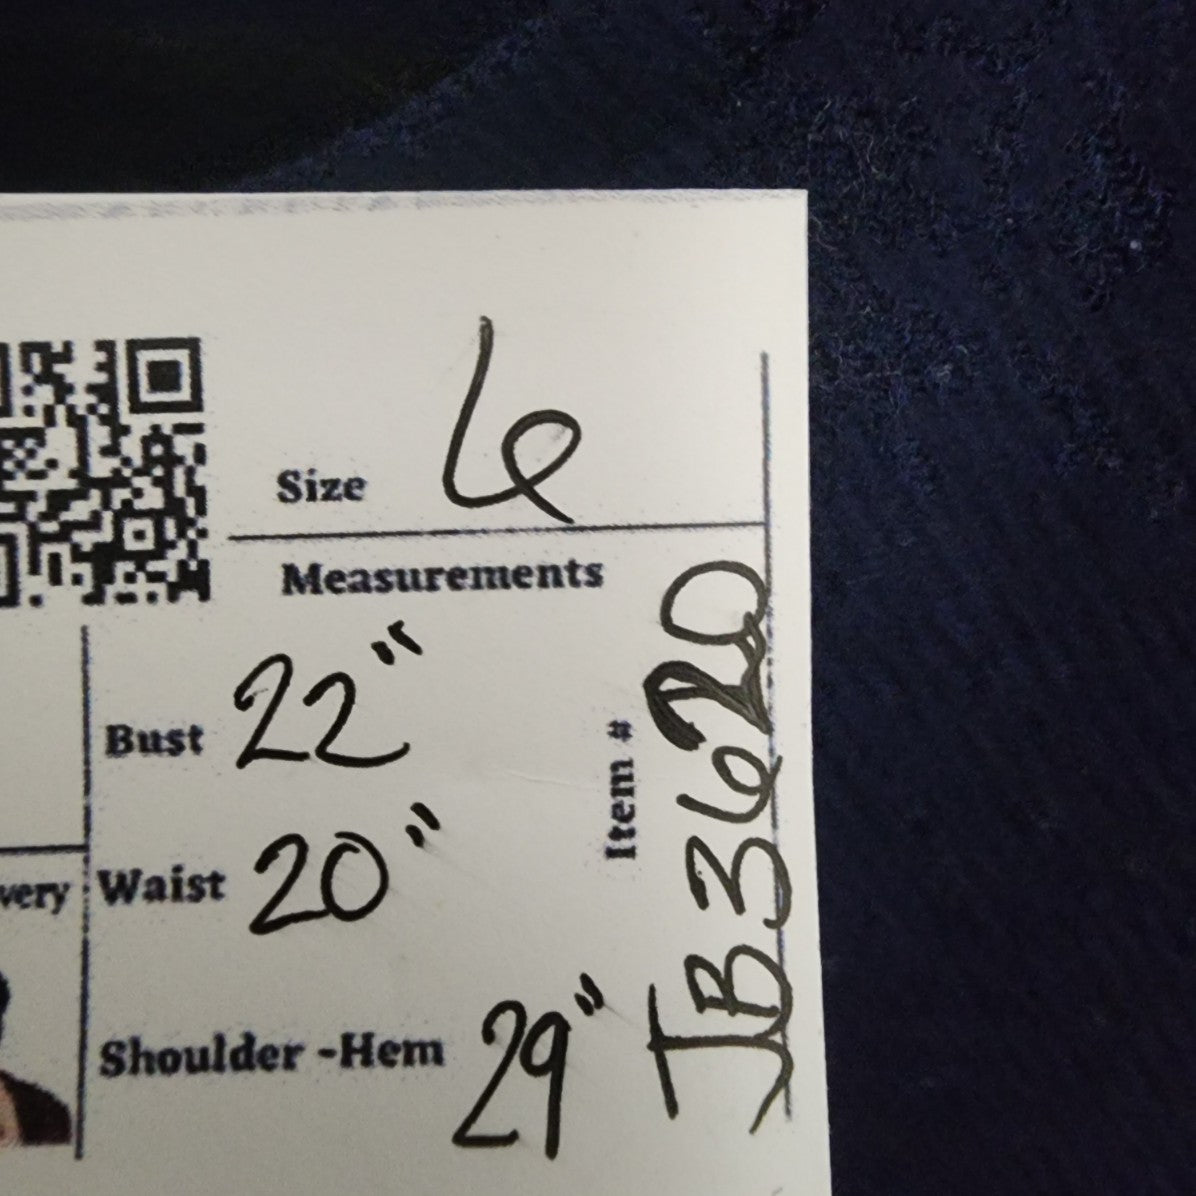 Size 6
Measurements
Bust 22"
Waist 20"
Shoulder -Hem 29"
Item #
JB3620
very